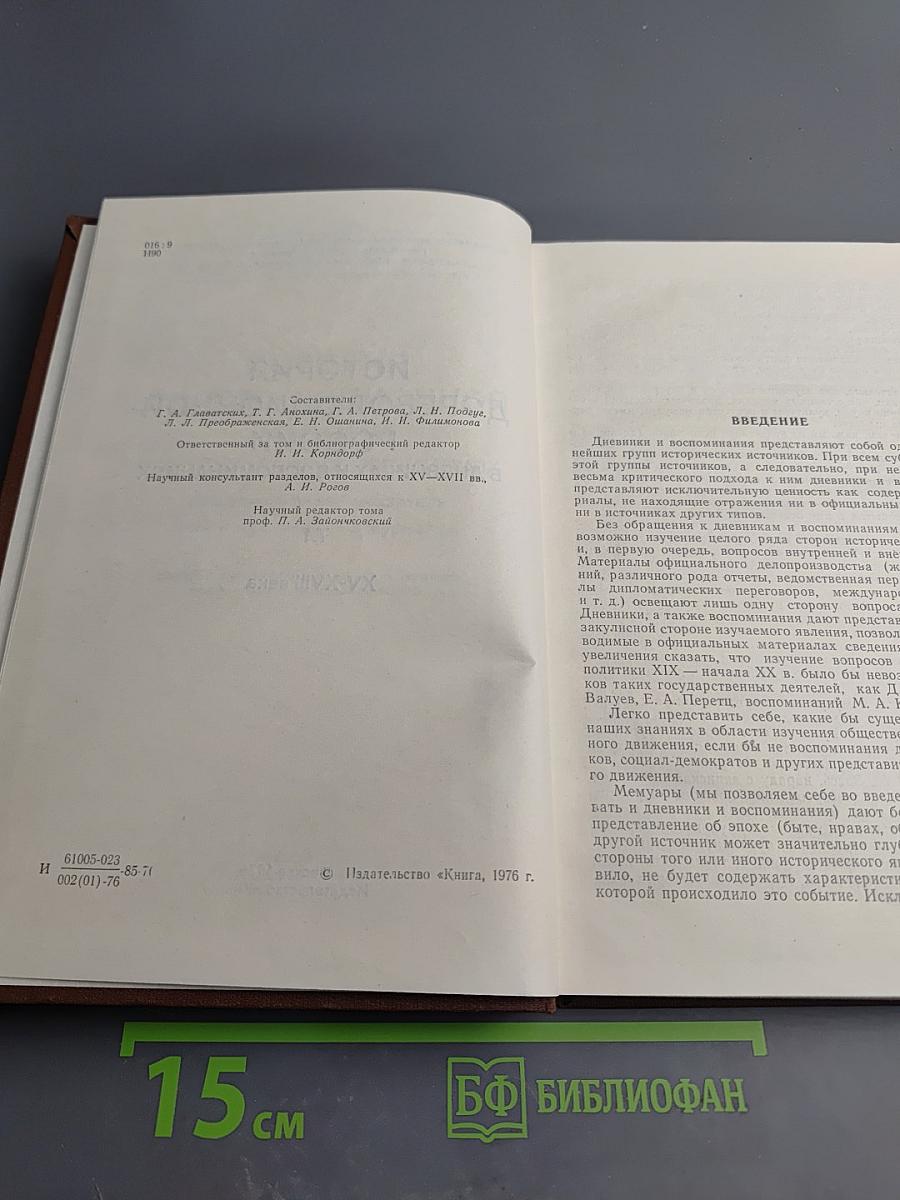 016 : 9
И90
Составители:
Г. А. Главатских, Т. Г. Анохина, Г. А. Петрова, Л. Н. Подгуг,
Л. Л. Преображенская, Е. Н. Ошанина, И. И. Филимонова
Ответственный за том и библиографический редактор
И. И. Корндорф
Научный консультант разделов, относящихся к XV—XVII вв.,
А. И. Рогов
Научный редактор тома
проф. П. А. Зайончковский
И 61005-023
002(01)-76 -85-7
© Издательство «Книга, 1976 г.
ВВЕДЕНИЕ
Дневники и воспоминания представляют собой од
нейших групп исторических источников. При всем суб
этой группы источников, а следовательно, при не
весьма критического подхода к ним дневники и в
представляют исключительную ценность как содер
риалы, не находящие отражения ни в официальны
ни в источниках других типов.
Без обращения к дневникам и воспоминаниям
возможно изучение целого ряда сторон историче
и, в первую очередь, вопросов внутренней и вне
Материалы официального делопроизводства (ж
ний, различного рода отчеты, ведомственная пер
лы дипломатических переговоров, междунаро
и т. д.) освещают лишь одну сторону вопроса
Дневники, а также воспоминания дают представ
закулисной стороне изучаемого явления, позвол
водимые в официальных материалах сведения
увеличения сказать, что изучение вопросов
политики XIX — начала XX в. было бы невоз
ков таких государственных деятелей, как Д
Валуев, Е. А. Перетц, воспоминаний М. А. К
Легко представить себе, какие бы суще
наших знаниях в области изучения обществе
ного движения, если бы не воспоминания д
ков, социал-демократов и других представит
го движения.
Мемуары (мы позволяем себе во введе
вать и дневники и воспоминания) дают бо
представление об эпохе (быте, нравах, об
другой источник может значительно глуб
стороны того или иного исторического яв
вило, не будет содержать характеристи
которой происходило это событие. Искл
15 см
БФ БИБЛИОФАН